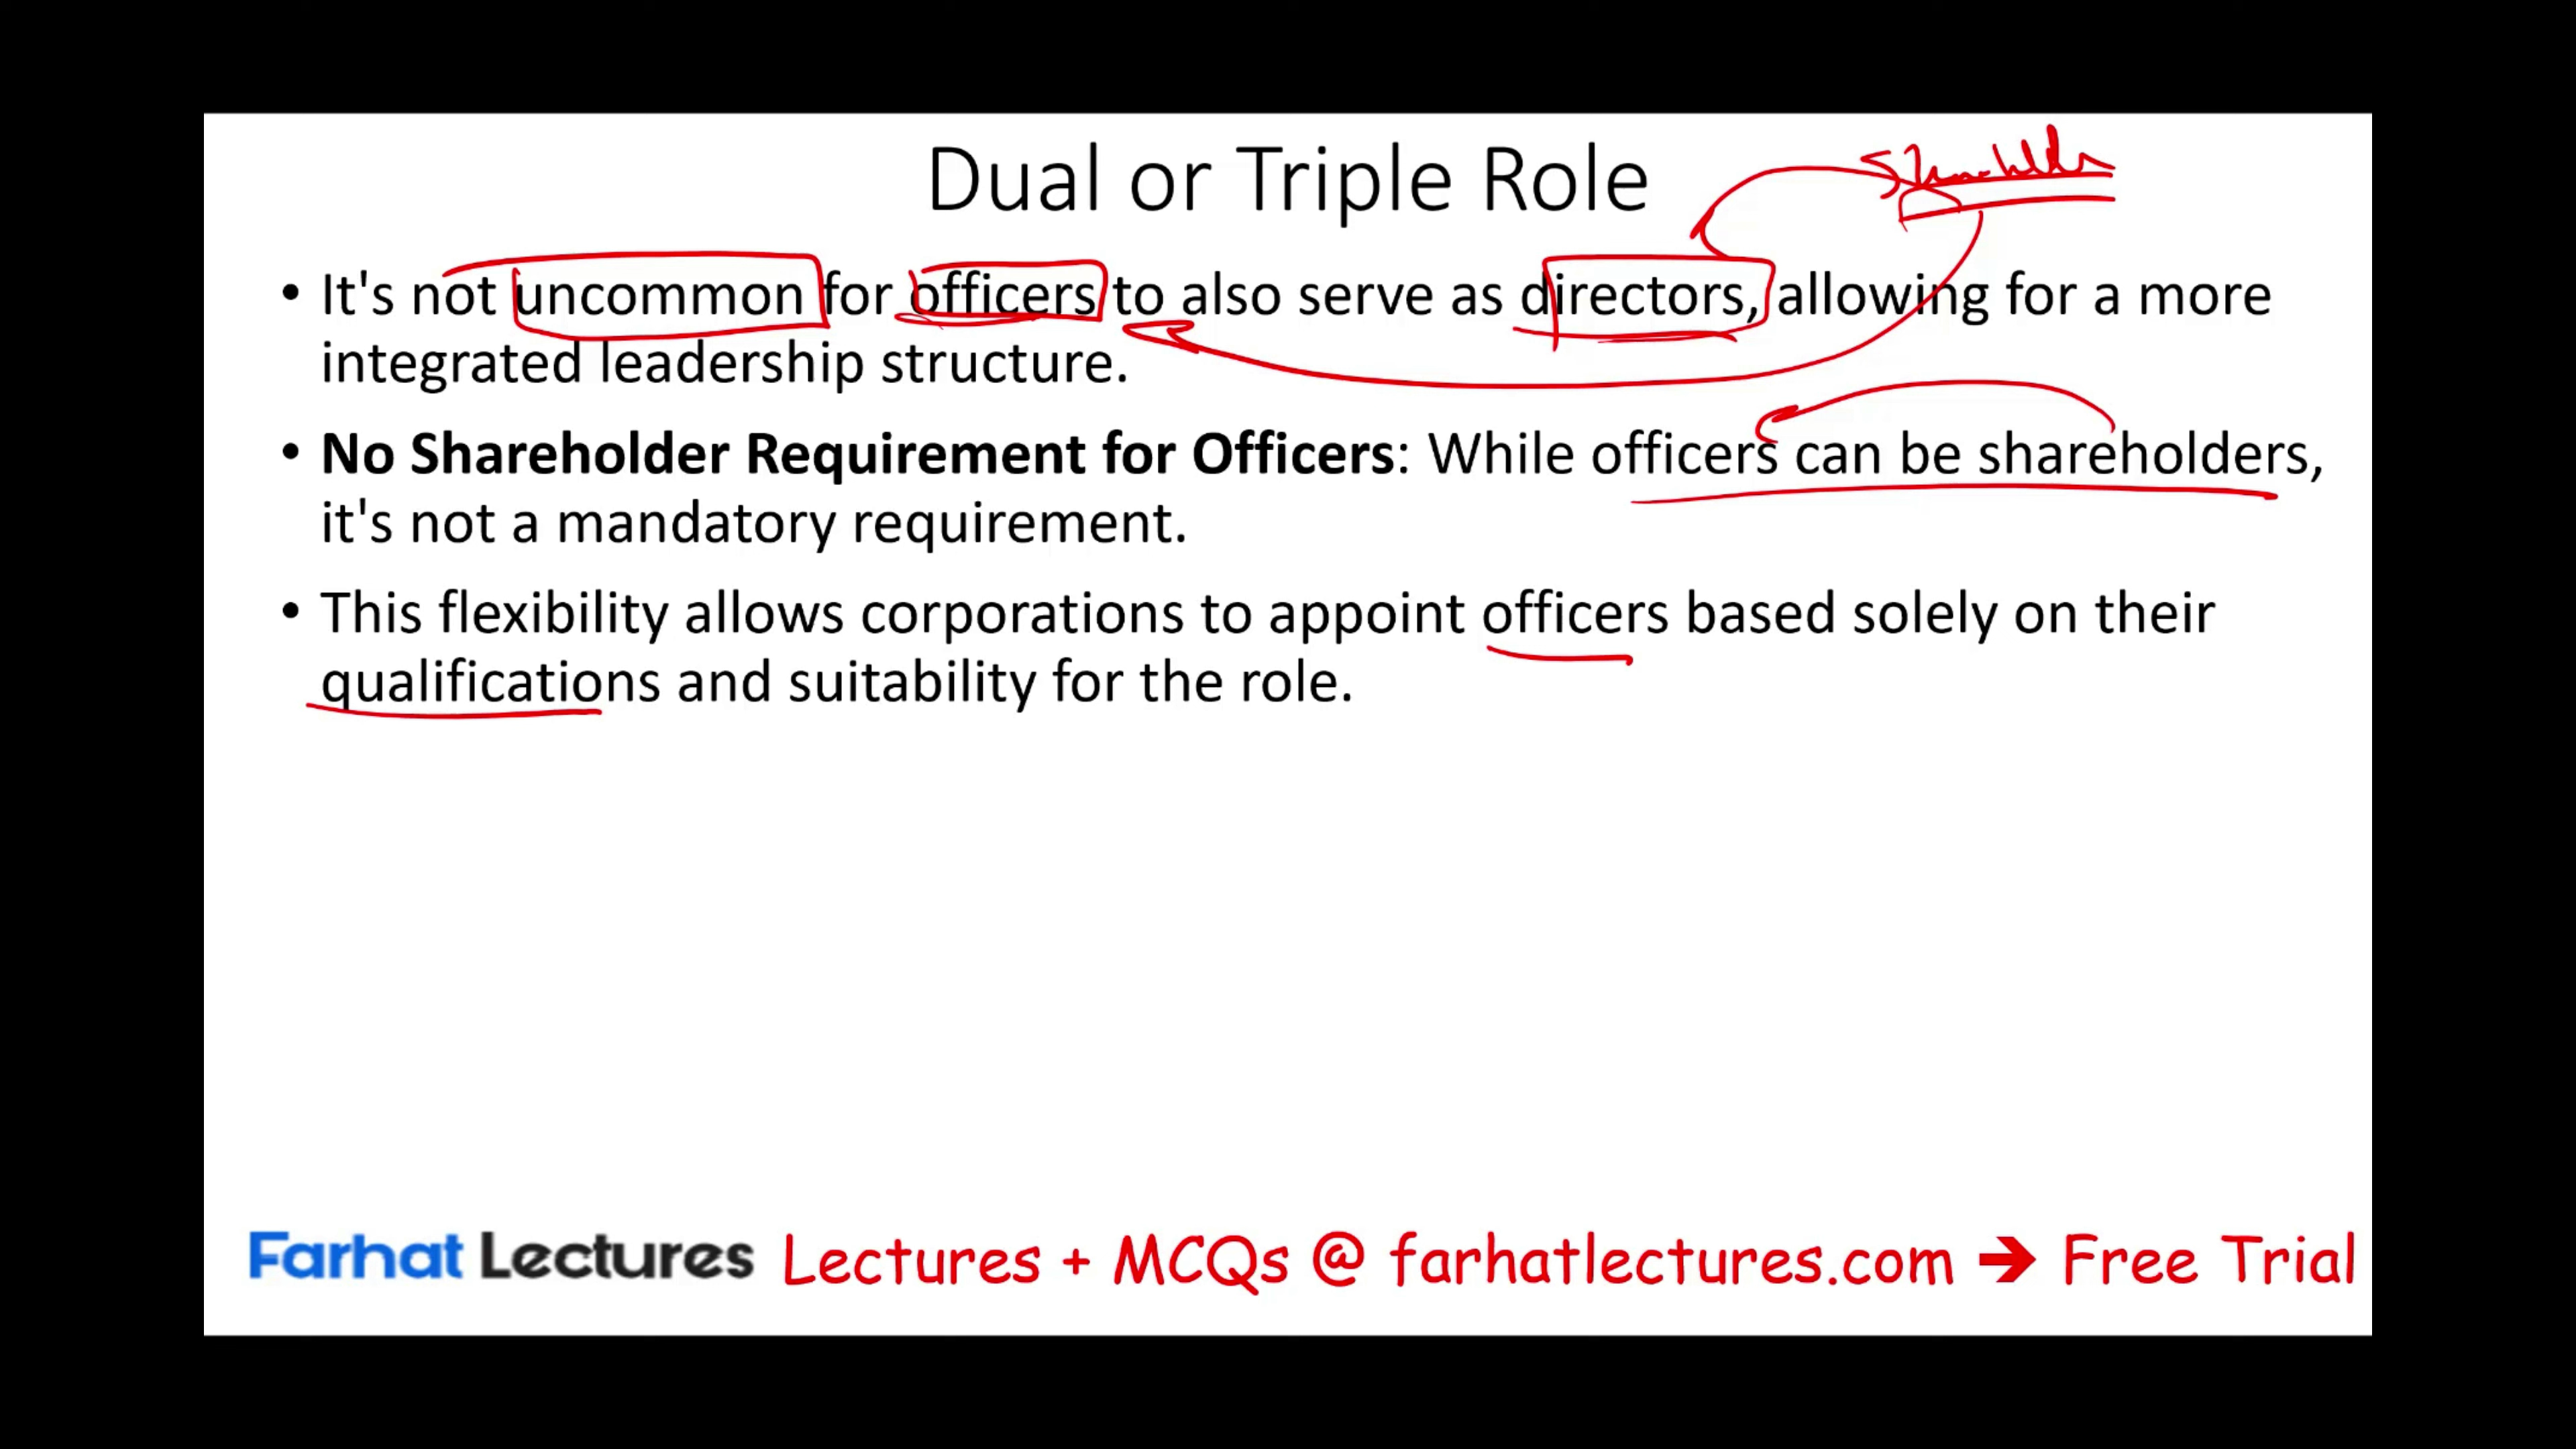 Dual or Triple Role
Shareholder
• It's not uncommon for officers to also serve as directors, allowing for a more
integrated leadership structure.
• No Shareholder Requirement for Officers: While officers can be shareholders,
it's not a mandatory requirement.
• This flexibility allows corporations to appoint officers based solely on their
qualifications and suitability for the role.
Farhat Lectures Lectures + MCQs @ farhatlectures.com ➔ Free Trial